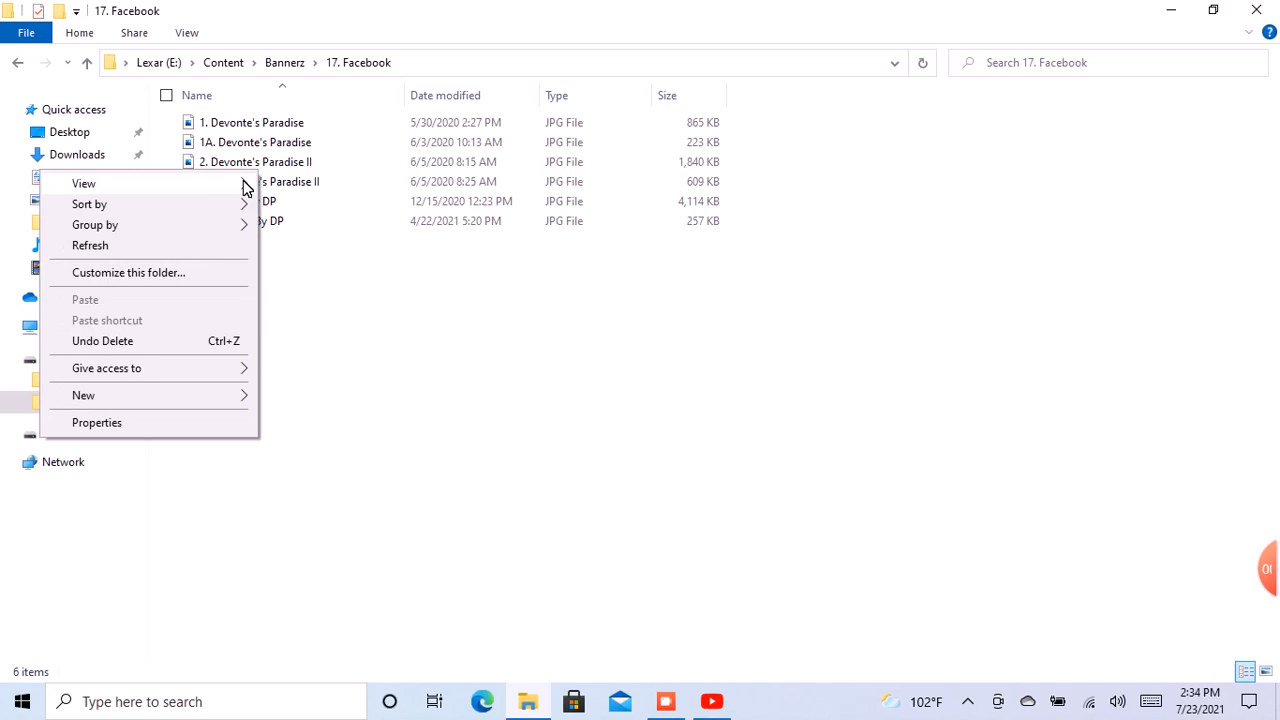 17. Facebook
File Home Share View
Lexar (E:) Content Bannerz 17. Facebook Search 17. Facebook
Quick access Name Date modified Type Size
1. Devonte's Paradise 5/30/2020 2:27 PM JPG File 865 KB
Desktop 1A. Devonte's Paradise 6/3/2020 10:13 AM JPG File 223 KB
Downloads 2. Devonte's Paradise II 6/5/2020 8:15 AM JPG File 1,840 KB
View 's Paradise II 6/5/2020 8:25 AM JPG File 609 KB
Sort by DP 12/15/2020 12:23 PM JPG File 4,114 KB
Group by By DP 4/22/2021 5:20 PM JPG File 257 KB
Refresh
Customize this folder...
Paste
Paste shortcut
Undo Delete Ctrl+Z
Give access to
New
Properties
Network
6 items
Type here to search
102°F
2:34 PM
7/23/2021